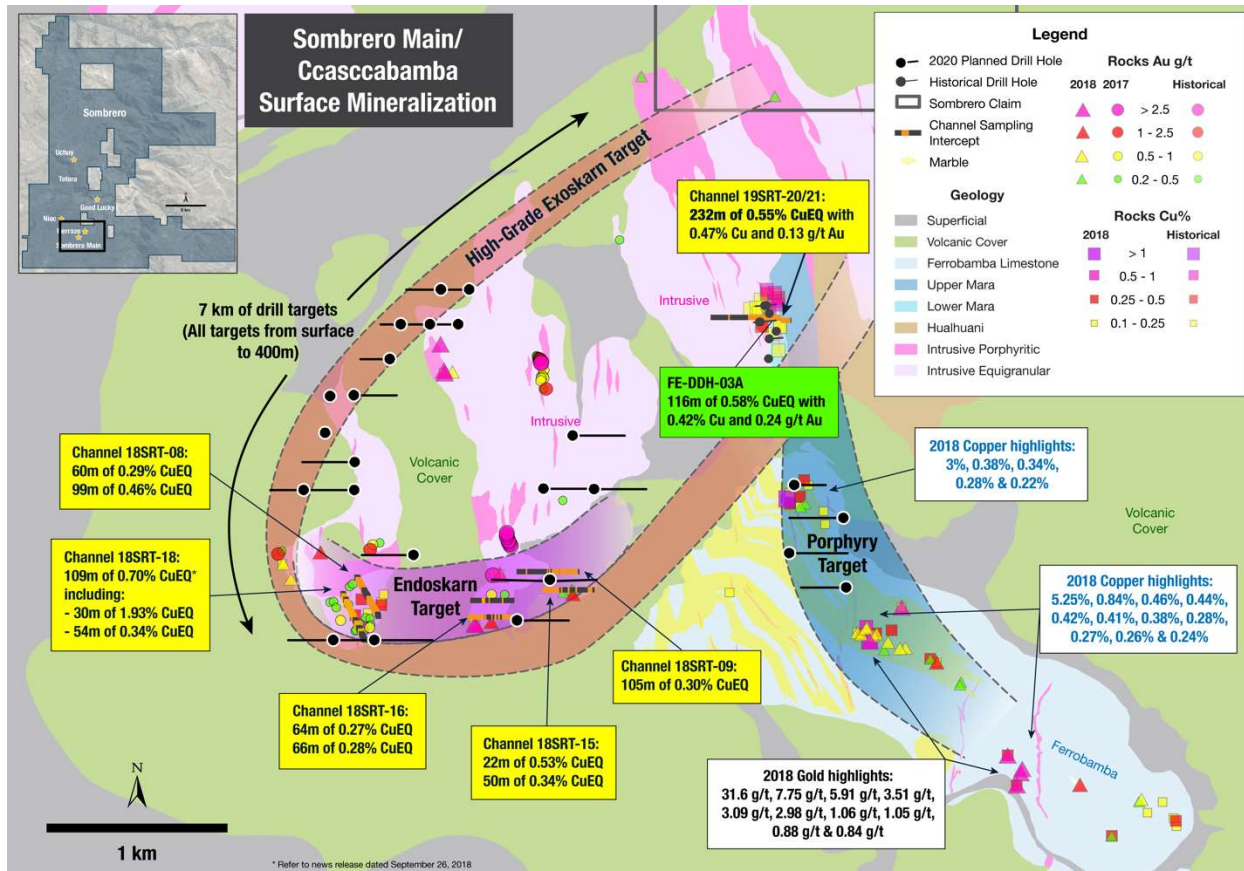 Sombrero Main/
Ccasccabamba
Surface Mineralization
Sombrero
Uchuy
Totora
Good Lucky
Nioc
Ferrazo
Sombrero Main
N
High-Grade Exoskarn Target
7 km of drill targets
(All targets from surface
to 400m)
Channel 19SRT-20/21:
232m of 0.55% CuEQ with
0.47% Cu and 0.13 g/t Au
Intrusive
FE-DDH-03A
116m of 0.58% CuEQ with
0.42% Cu and 0.24 g/t Au
Intrusive
Channel 18SRT-08:
60m of 0.29% CuEQ
99m of 0.46% CuEQ
Volcanic
Cover
2018 Copper highlights:
3%, 0.38%, 0.34%,
0.28% & 0.22%
Volcanic
Cover
Channel 18SRT-18:
109m of 0.70% CuEQ*
including:
- 30m of 1.93% CuEQ
- 54m of 0.34% CuEQ
Endoskarn
Target
Porphyry
Target
2018 Copper highlights:
5.25%, 0.84%, 0.46%, 0.44%,
0.42%, 0.41%, 0.38%, 0.28%,
0.27%, 0.26% & 0.24%
Channel 18SRT-09:
105m of 0.30% CuEQ
Channel 18SRT-16:
64m of 0.27% CuEQ
66m of 0.28% CuEQ
Channel 18SRT-15:
22m of 0.53% CuEQ
50m of 0.34% CuEQ
Ferrobamba
2018 Gold highlights:
31.6 g/t, 7.75 g/t, 5.91 g/t, 3.51 g/t,
3.09 g/t, 2.98 g/t, 1.06 g/t, 1.05 g/t,
0.88 g/t & 0.84 g/t
N
1 km
* Refer to news release dated September 26, 2018
Legend
2020 Planned Drill Hole
Historical Drill Hole
Sombrero Claim
Channel Sampling
Intercept
Marble
Geology
Superficial
Volcanic Cover
Ferrobamba Limestone
Upper Mara
Lower Mara
Hualhuani
Intrusive Porphyritic
Intrusive Equigranular
Rocks Au g/t
2018 2017 Historical
> 2.5
1 - 2.5
0.5 - 1
0.2 - 0.5
Rocks Cu%
2018 Historical
> 1
0.5 - 1
0.25 - 0.5
0.1 - 0.25